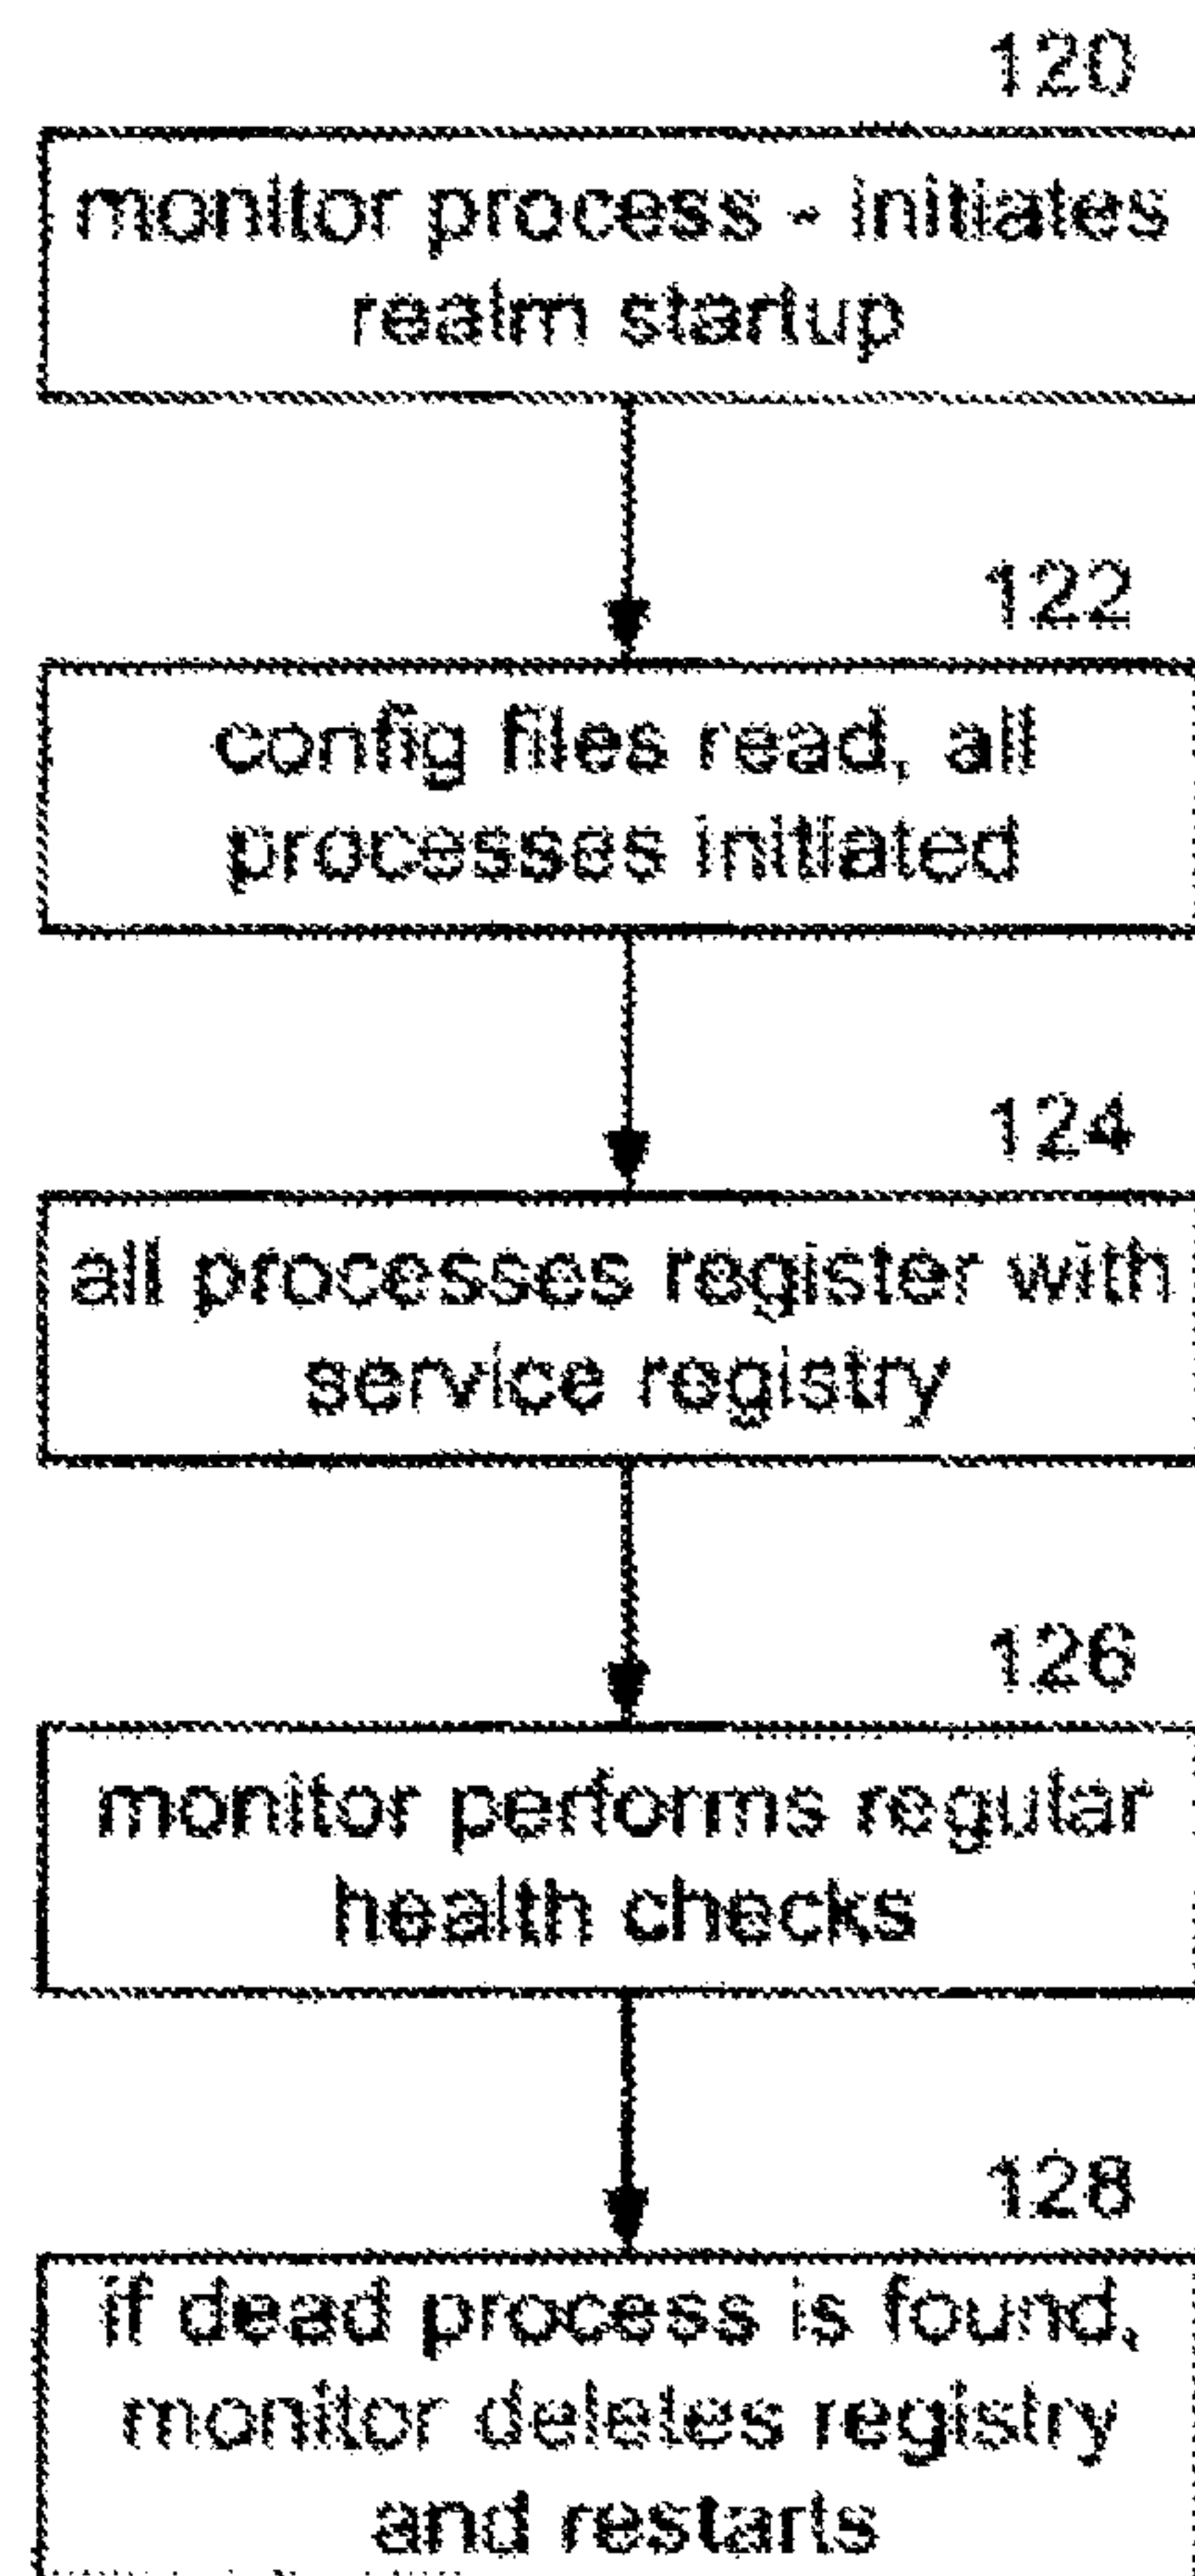 120
monitor process - initiates
realm startup
122
config files read, all
processes initiated
124
all processes register with
service registry
126
monitor performs regular
health checks
128
if dead process is found,
monitor deletes registry
and restarts